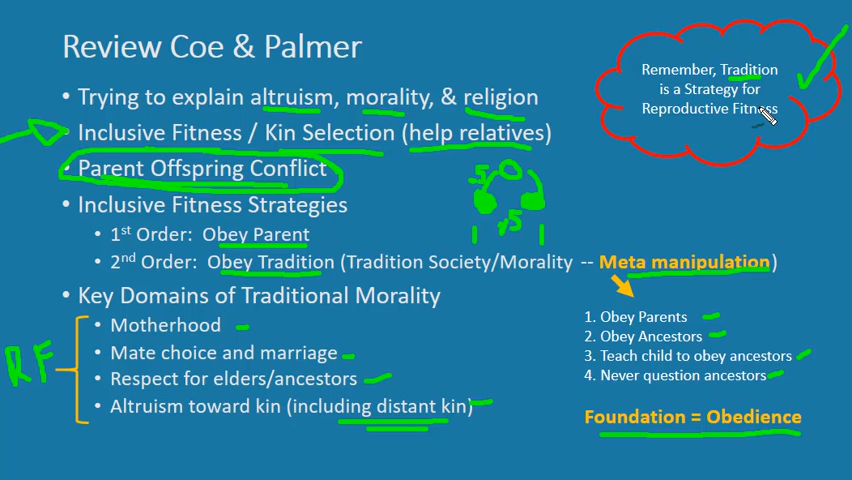 Review Coe & Palmer
Remember, Tradition
is a Strategy for
Reproductive Fitness
• Trying to explain altruism, morality, & religion
• Inclusive Fitness / Kin Selection (help relatives)
• Parent Offspring Conflict
.5
.5
1
1
• Inclusive Fitness Strategies
• 1st Order: Obey Parent
• 2nd Order: Obey Tradition (Tradition Society/Morality -- Meta manipulation)
• Key Domains of Traditional Morality
• Motherhood
• Mate choice and marriage
• Respect for elders/ancestors
• Altruism toward kin (including distant kin)
RF
1. Obey Parents
2. Obey Ancestors
3. Teach child to obey ancestors
4. Never question ancestors
Foundation = Obedience